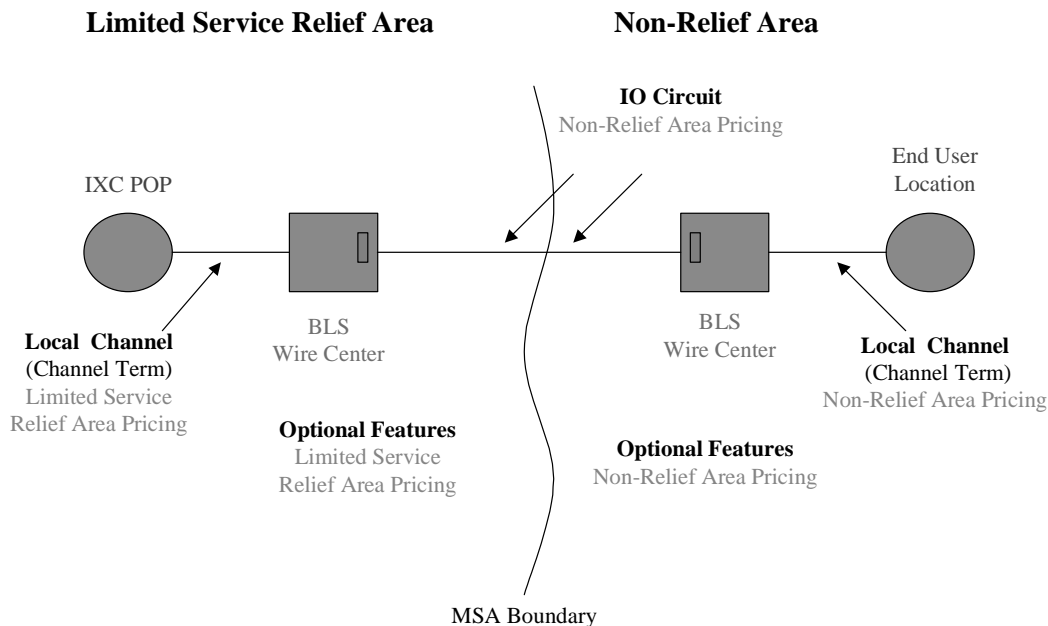 Limited Service Relief Area
Non-Relief Area
IO Circuit
Non-Relief Area Pricing
IXC POP
End User
Location
BLS
Wire Center
BLS
Wire Center
Local Channel
(Channel Term)
Limited Service
Relief Area Pricing
Local Channel
(Channel Term)
Non-Relief Area Pricing
Optional Features
Limited Service
Relief Area Pricing
Optional Features
Non-Relief Area Pricing
MSA Boundary